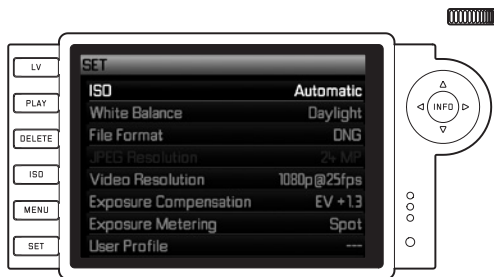 LV
PLAY
DELETE
ISO
MENU
SET
SET
ISO Automatic
White Balance Daylight
File Format DNG
JPEG Resolution 24 MP
Video Resolution 1080p@25fps
Exposure Compensation EV +1.3
Exposure Metering Spot
User Profile ---
INFO